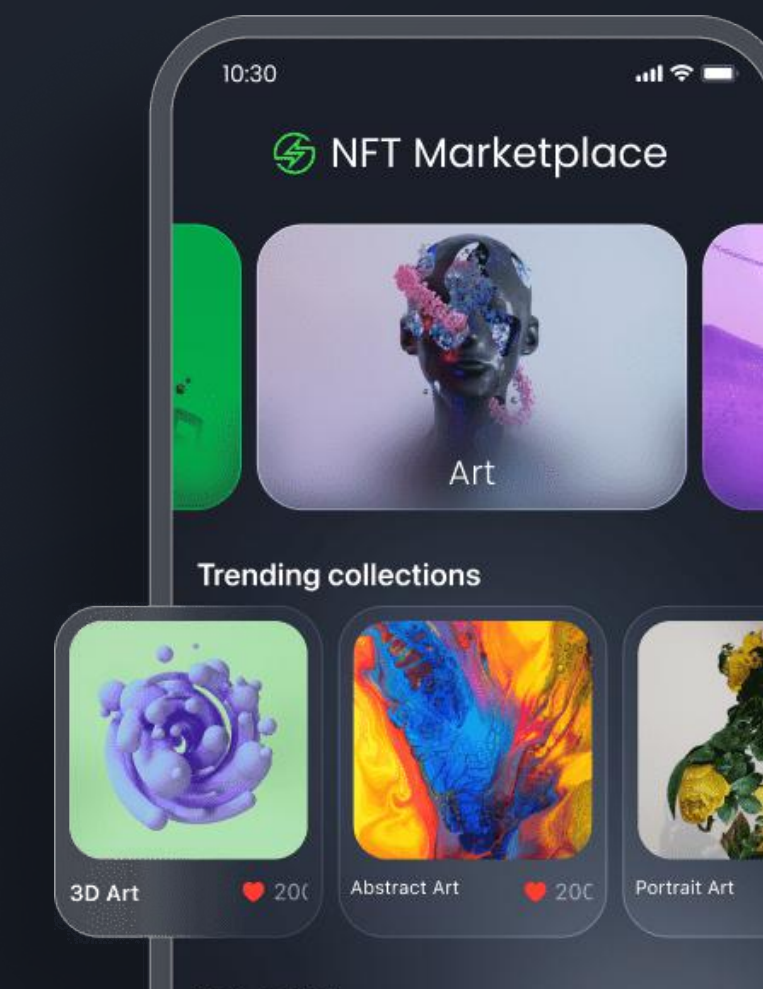 10:30
NFT Marketplace
Art
Trending collections
3D Art
Abstract Art
Portrait Art